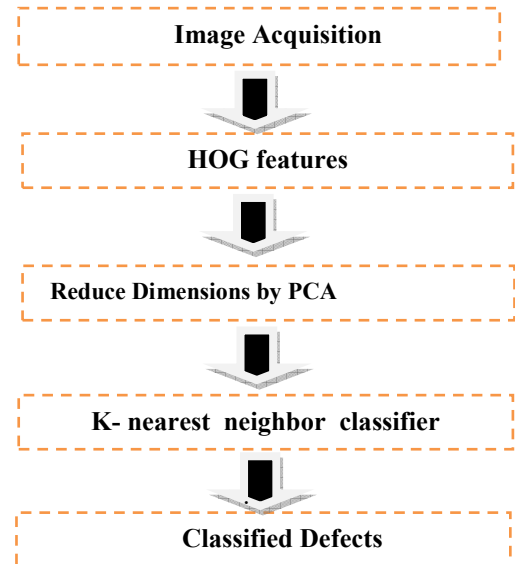 Image Acquisition
HOG features
Reduce Dimensions by PCA
K- nearest neighbor classifier
Classified Defects